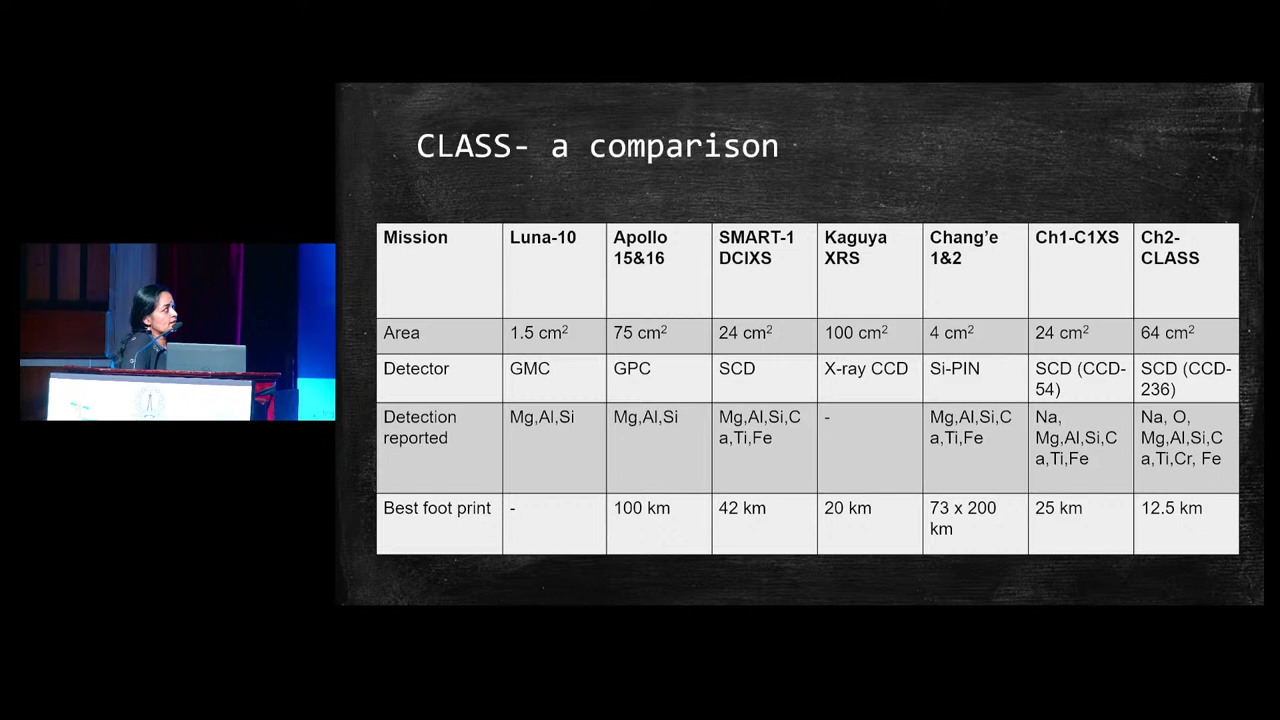 CLASS- a comparison
Mission Luna-10 Apollo 15&16 SMART-1 DCIXS Kaguya XRS Chang’e 1&2 Ch1-C1XS Ch2-CLASS
Area 1.5 cm² 75 cm² 24 cm² 100 cm² 4 cm² 24 cm² 64 cm²
Detector GMC GPC SCD X-ray CCD Si-PIN SCD (CCD-54) SCD (CCD-236)
Detection reported Mg,Al,Si Mg,Al,Si Mg,Al,Si,Ca,Ti,Fe - Mg,Al,Si,Ca,Ti,Fe Na, Mg,Al,Si,Ca,Ti,Fe Na, O, Mg,Al,Si,Ca,Ti,Cr, Fe
Best foot print - 100 km 42 km 20 km 73 x 200 km 25 km 12.5 km